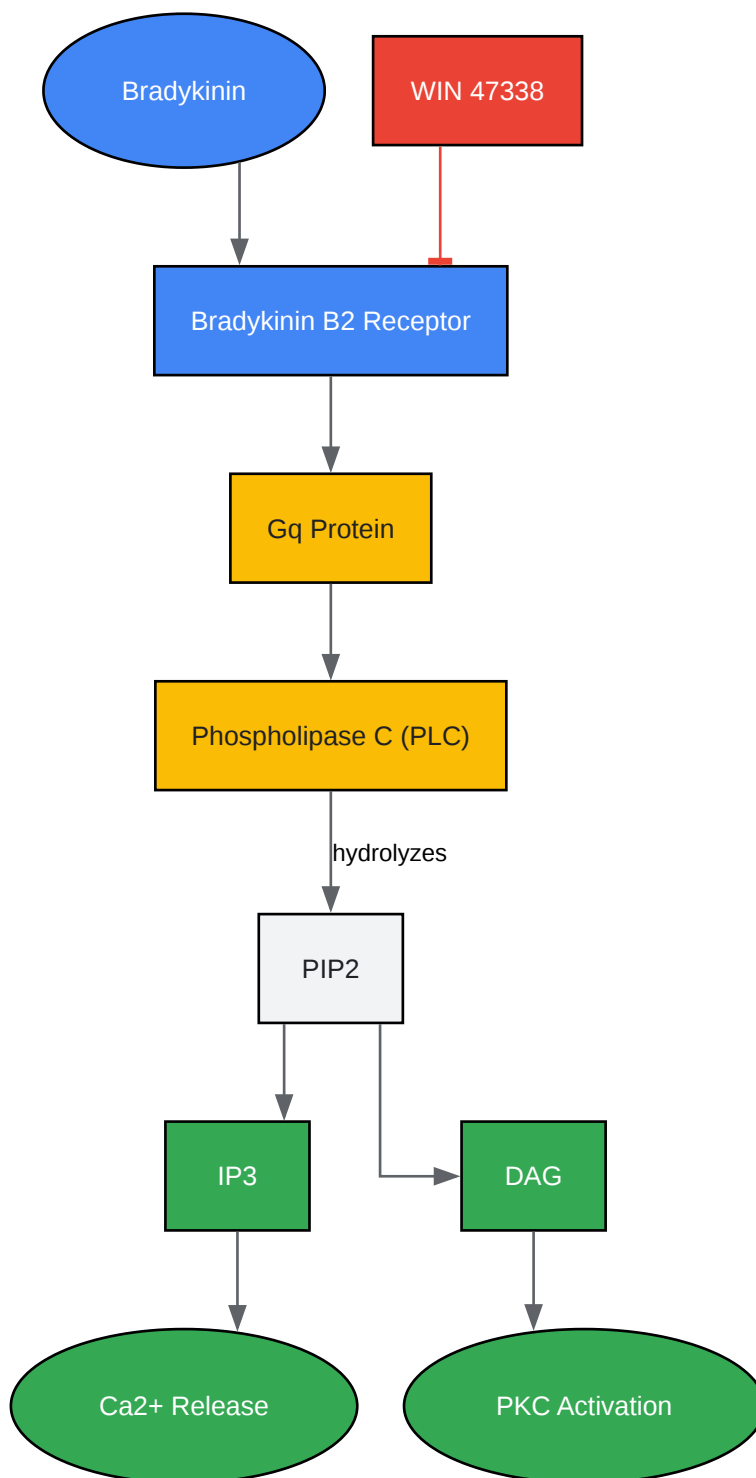 Bradykinin
WIN 47338
Bradykinin B2 Receptor
Gq Protein
Phospholipase C (PLC)
hydrolyzes
PIP2
IP3
DAG
Ca2+ Release
PKC Activation